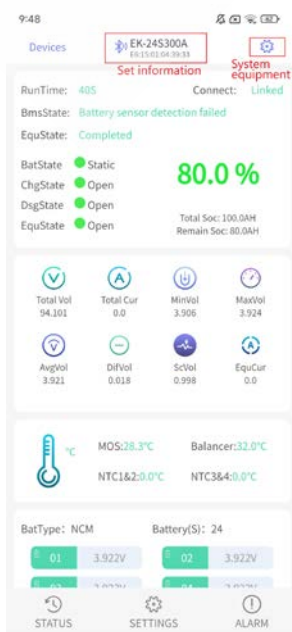 9:48
Devices
EK-24S300A
E0:15:01:04:39:33
Set information
System
equipment
RunTime: 40S Connect: Linked
BmsState: Battery sensor detection failed
EquState: Completed
BatState Static
ChgState Open
DsgState Open
EquState Open
80.0 %
Total Soc: 100.0AH
Remain Soc: 80.0AH
Total Vol Total Cur MinVol MaxVol
94.101 0.0 3.906 3.924
AvgVol DifVol ScVol EquCur
3.921 0.018 0.998 0.0
°C
MOS:28.3°C Balancer:32.0°C
NTC1&2:0.0°C NTC3&4:0.0°C
BatType: NCM Battery(S): 24
01 3.922V 02 3.922V
STATUS SETTINGS ALARM